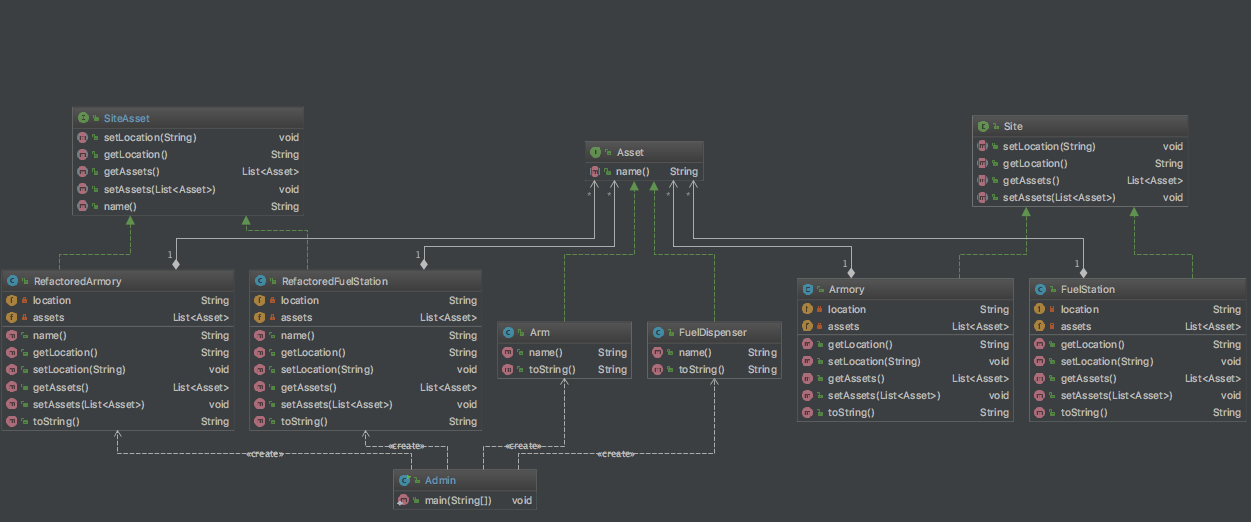 SiteAsset
setLocation(String) void
getLocation() String
getAssets() List<Asset>
setAssets(List<Asset>) void
name() String
Asset
name() String
Site
setLocation(String) void
getLocation() String
getAssets() List<Asset>
setAssets(List<Asset>) void
* * * *
1 1 1 1
RefactoredArmory
location String
assets List<Asset>
name() String
getLocation() String
setLocation(String) void
getAssets() List<Asset>
setAssets(List<Asset>) void
toString() String
RefactoredFuelStation
location String
assets List<Asset>
name() String
getLocation() String
setLocation(String) void
getAssets() List<Asset>
setAssets(List<Asset>) void
toString() String
Arm
name() String
toString() String
FuelDispenser
name() String
toString() String
Armory
location String
assets List<Asset>
getLocation() String
setLocation(String) void
getAssets() List<Asset>
setAssets(List<Asset>) void
toString() String
FuelStation
location String
assets List<Asset>
getLocation() String
setLocation(String) void
getAssets() List<Asset>
setAssets(List<Asset>) void
toString() String
«create» «create» «create» «create»
Admin
main(String[]) void